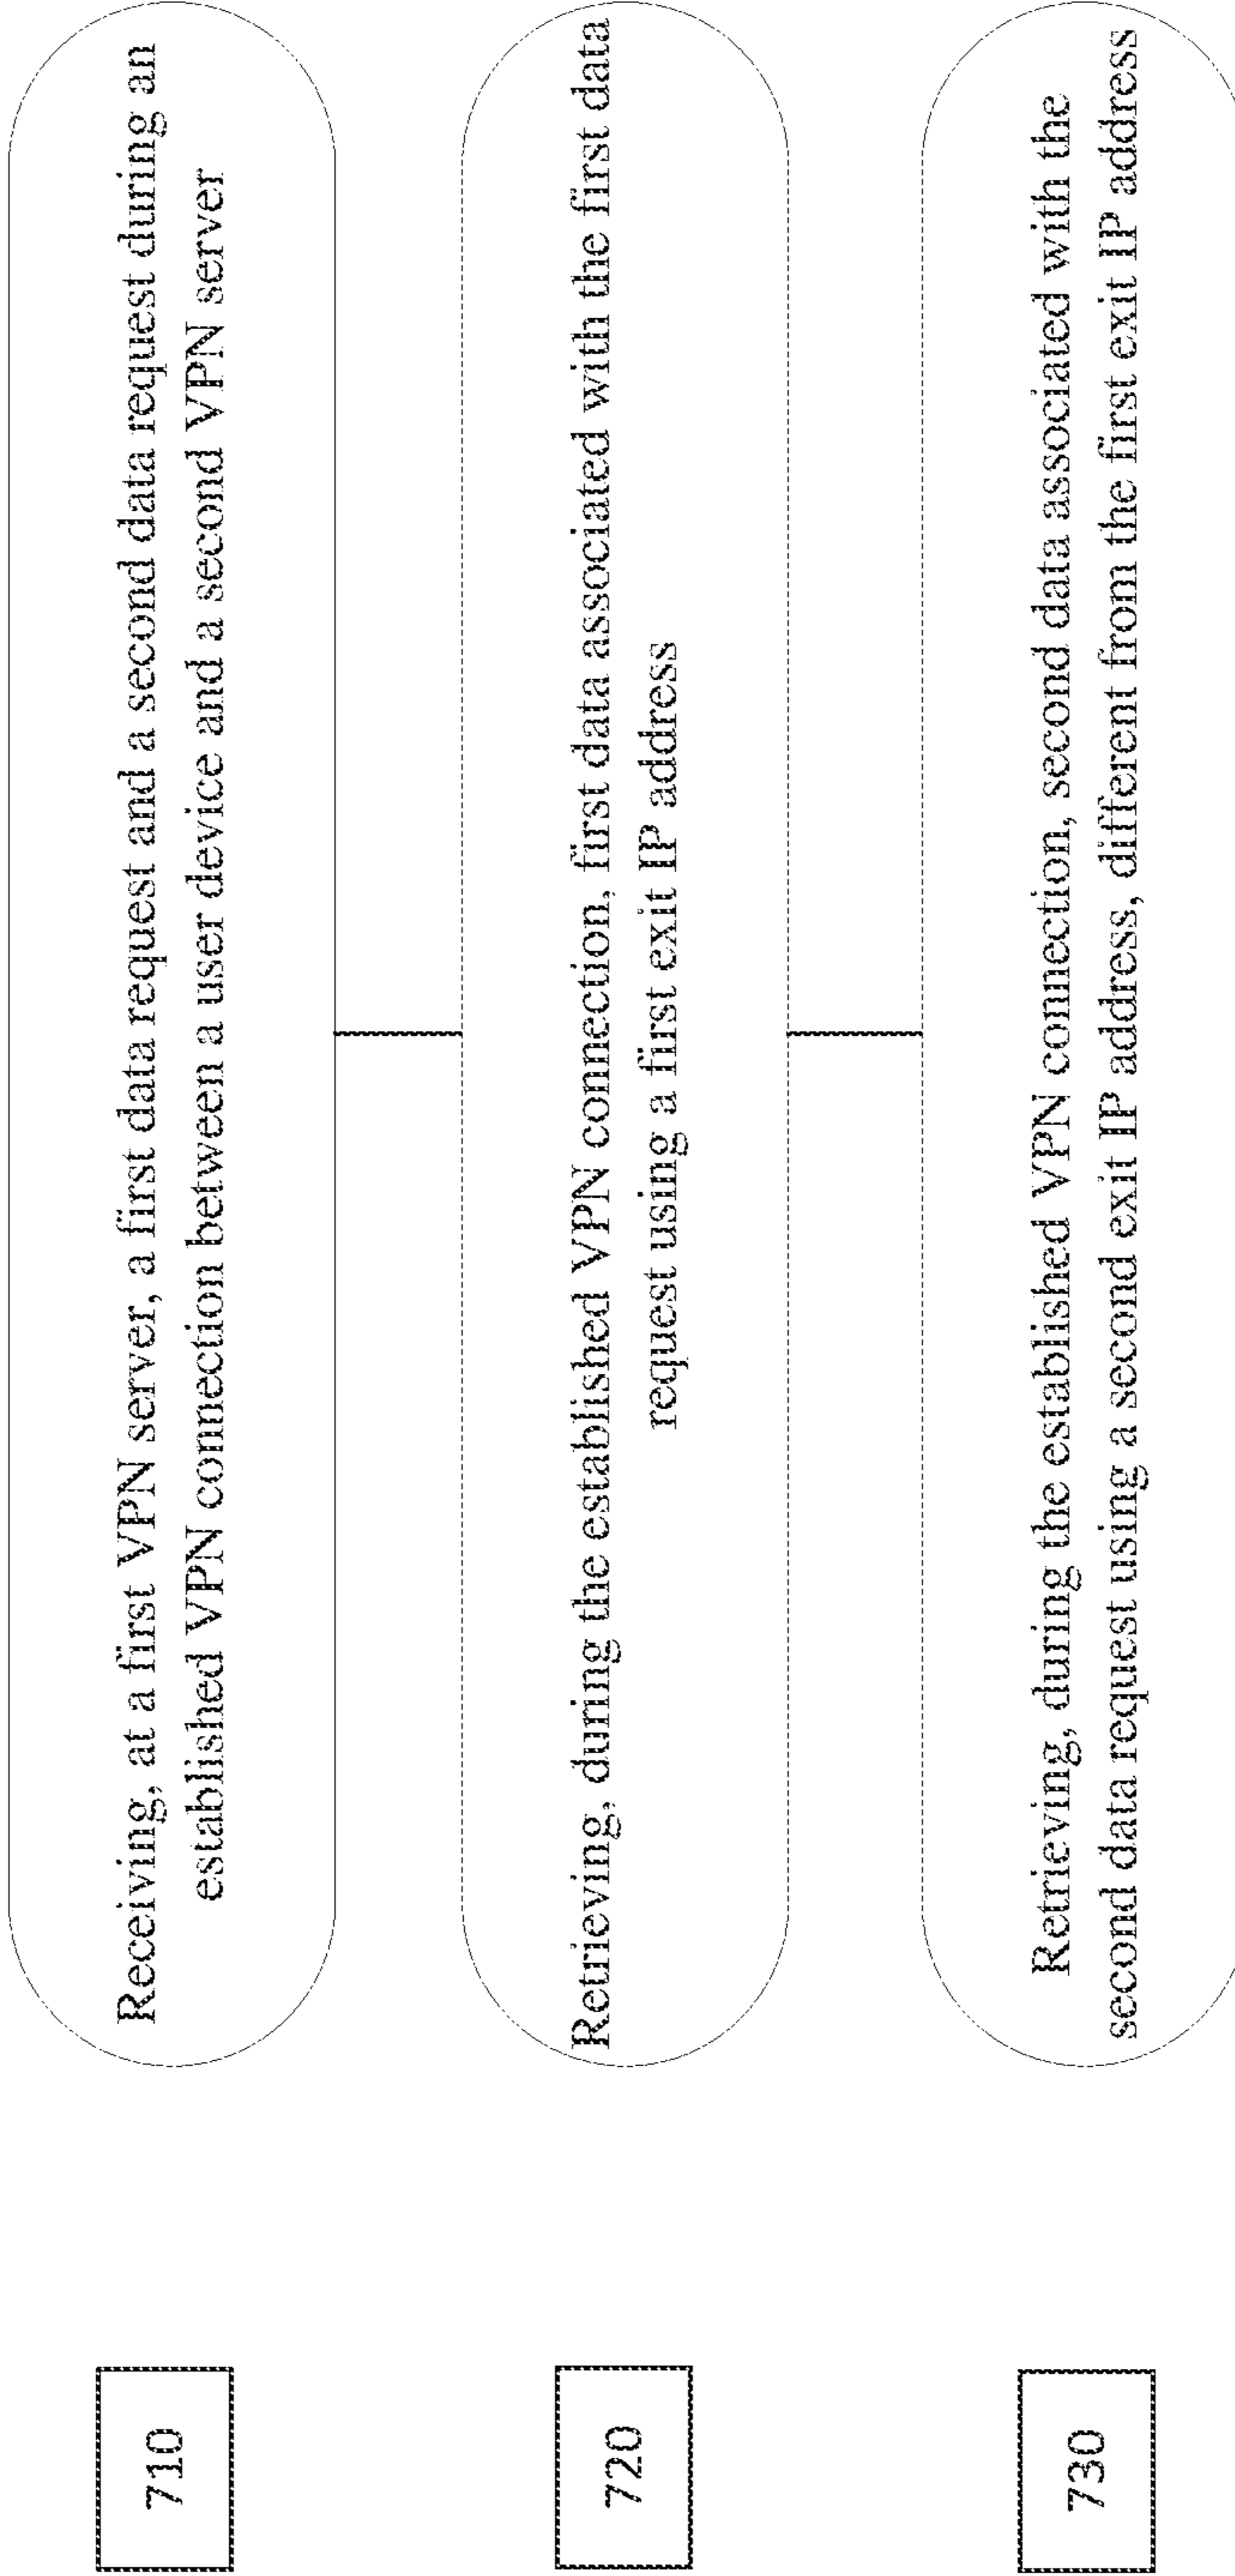 710
Receiving, at a first VPN server, a first data request and a second data request during an
established VPN connection between a user device and a second VPN server
720
Retrieving, during the established VPN connection, first data associated with the first data
request using a first exit IP address
730
Retrieving, during the established VPN connection, second data associated with the
second data request using a second exit IP address, different from the first exit IP address